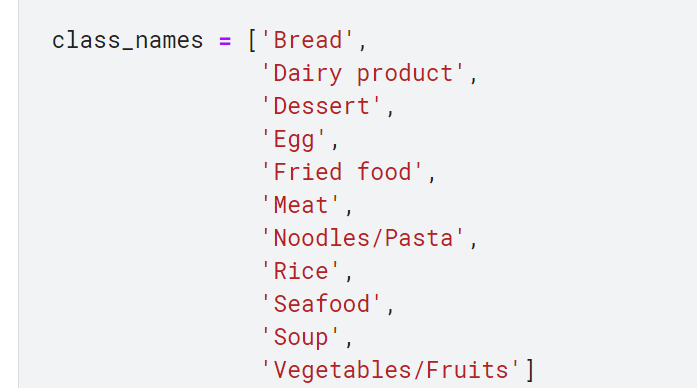 class_names = ['Bread',
'Dairy product',
'Dessert',
'Egg',
'Fried food',
'Meat',
'Noodles/Pasta',
'Rice',
'Seafood',
'Soup',
'Vegetables/Fruits']